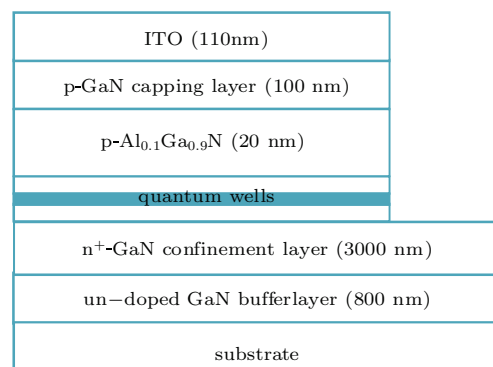 ITO (110nm)
p-GaN capping layer (100 nm)
p-Al₀.₁Ga₀.₉N (20 nm)
quantum wells
n⁺-GaN confinement layer (3000 nm)
un−doped GaN bufferlayer (800 nm)
substrate